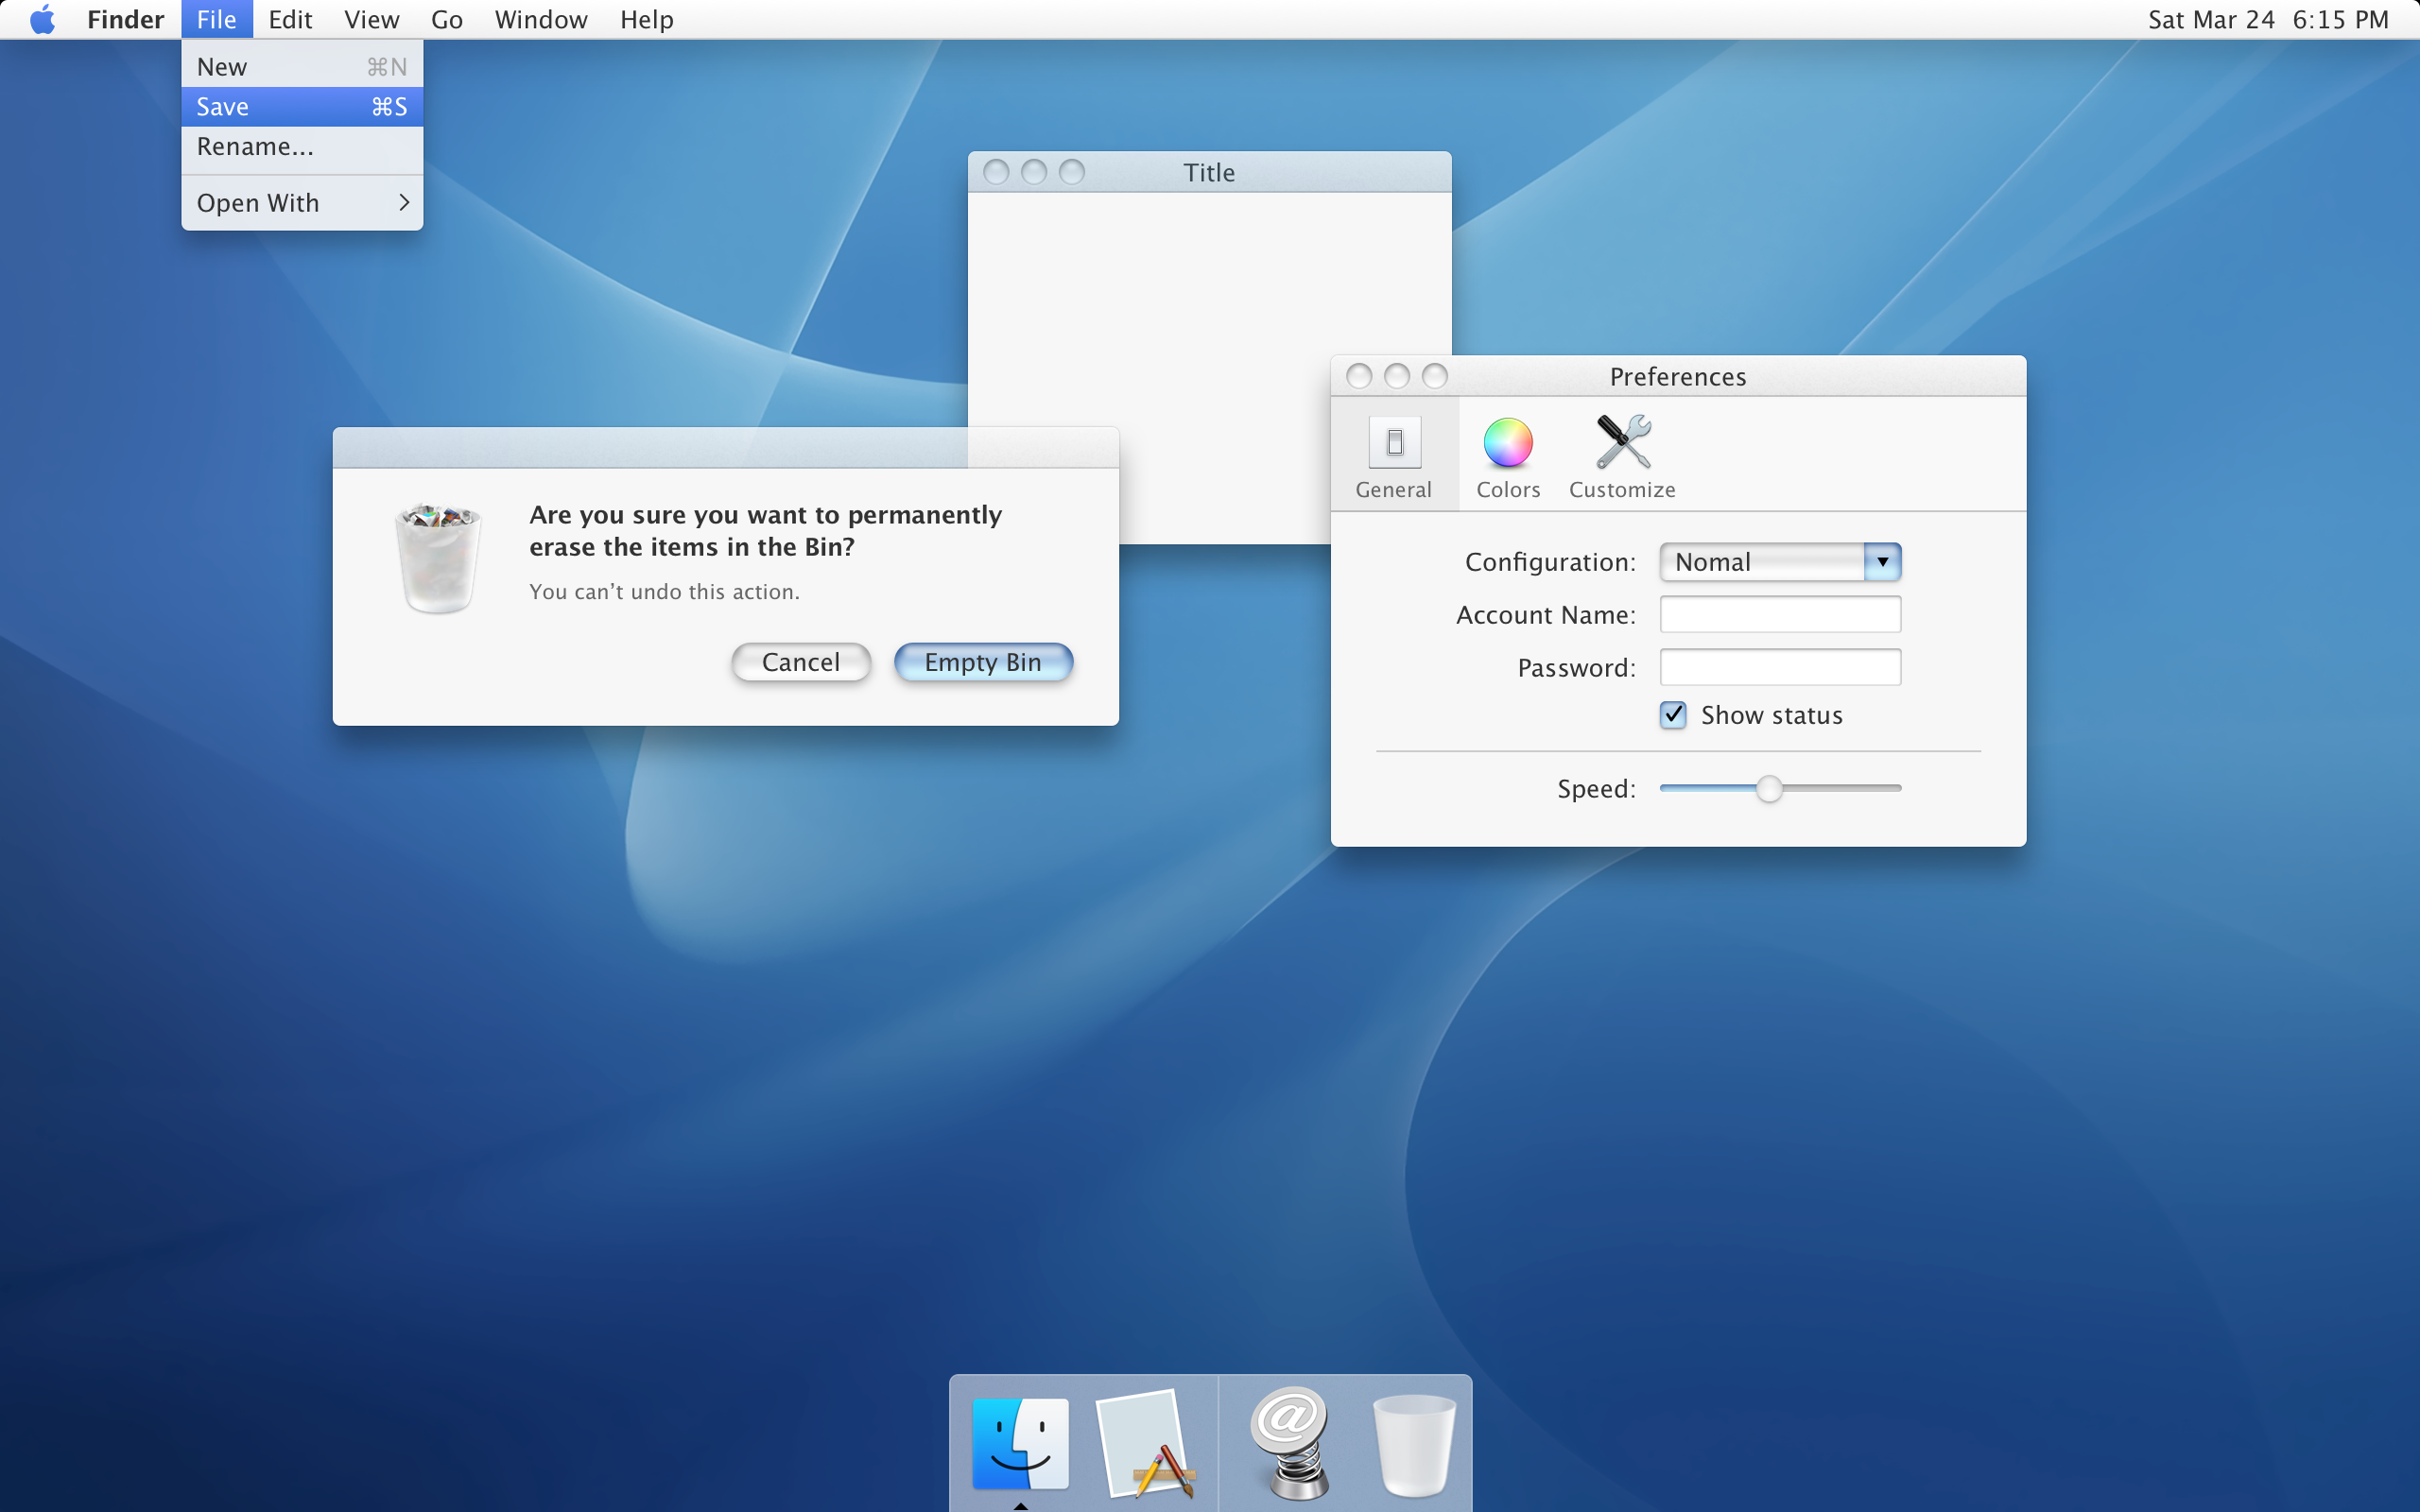 Finder File Edit View Go Window Help Sat Mar 24 6:15 PM
New ⌘N
Save ⌘S
Rename...
Open With
Title
Preferences
General Colors Customize
Configuration: Nomal
Account Name:
Password:
Show status
Speed:
Are you sure you want to permanently
erase the items in the Bin?
You can’t undo this action.
Cancel Empty Bin
@